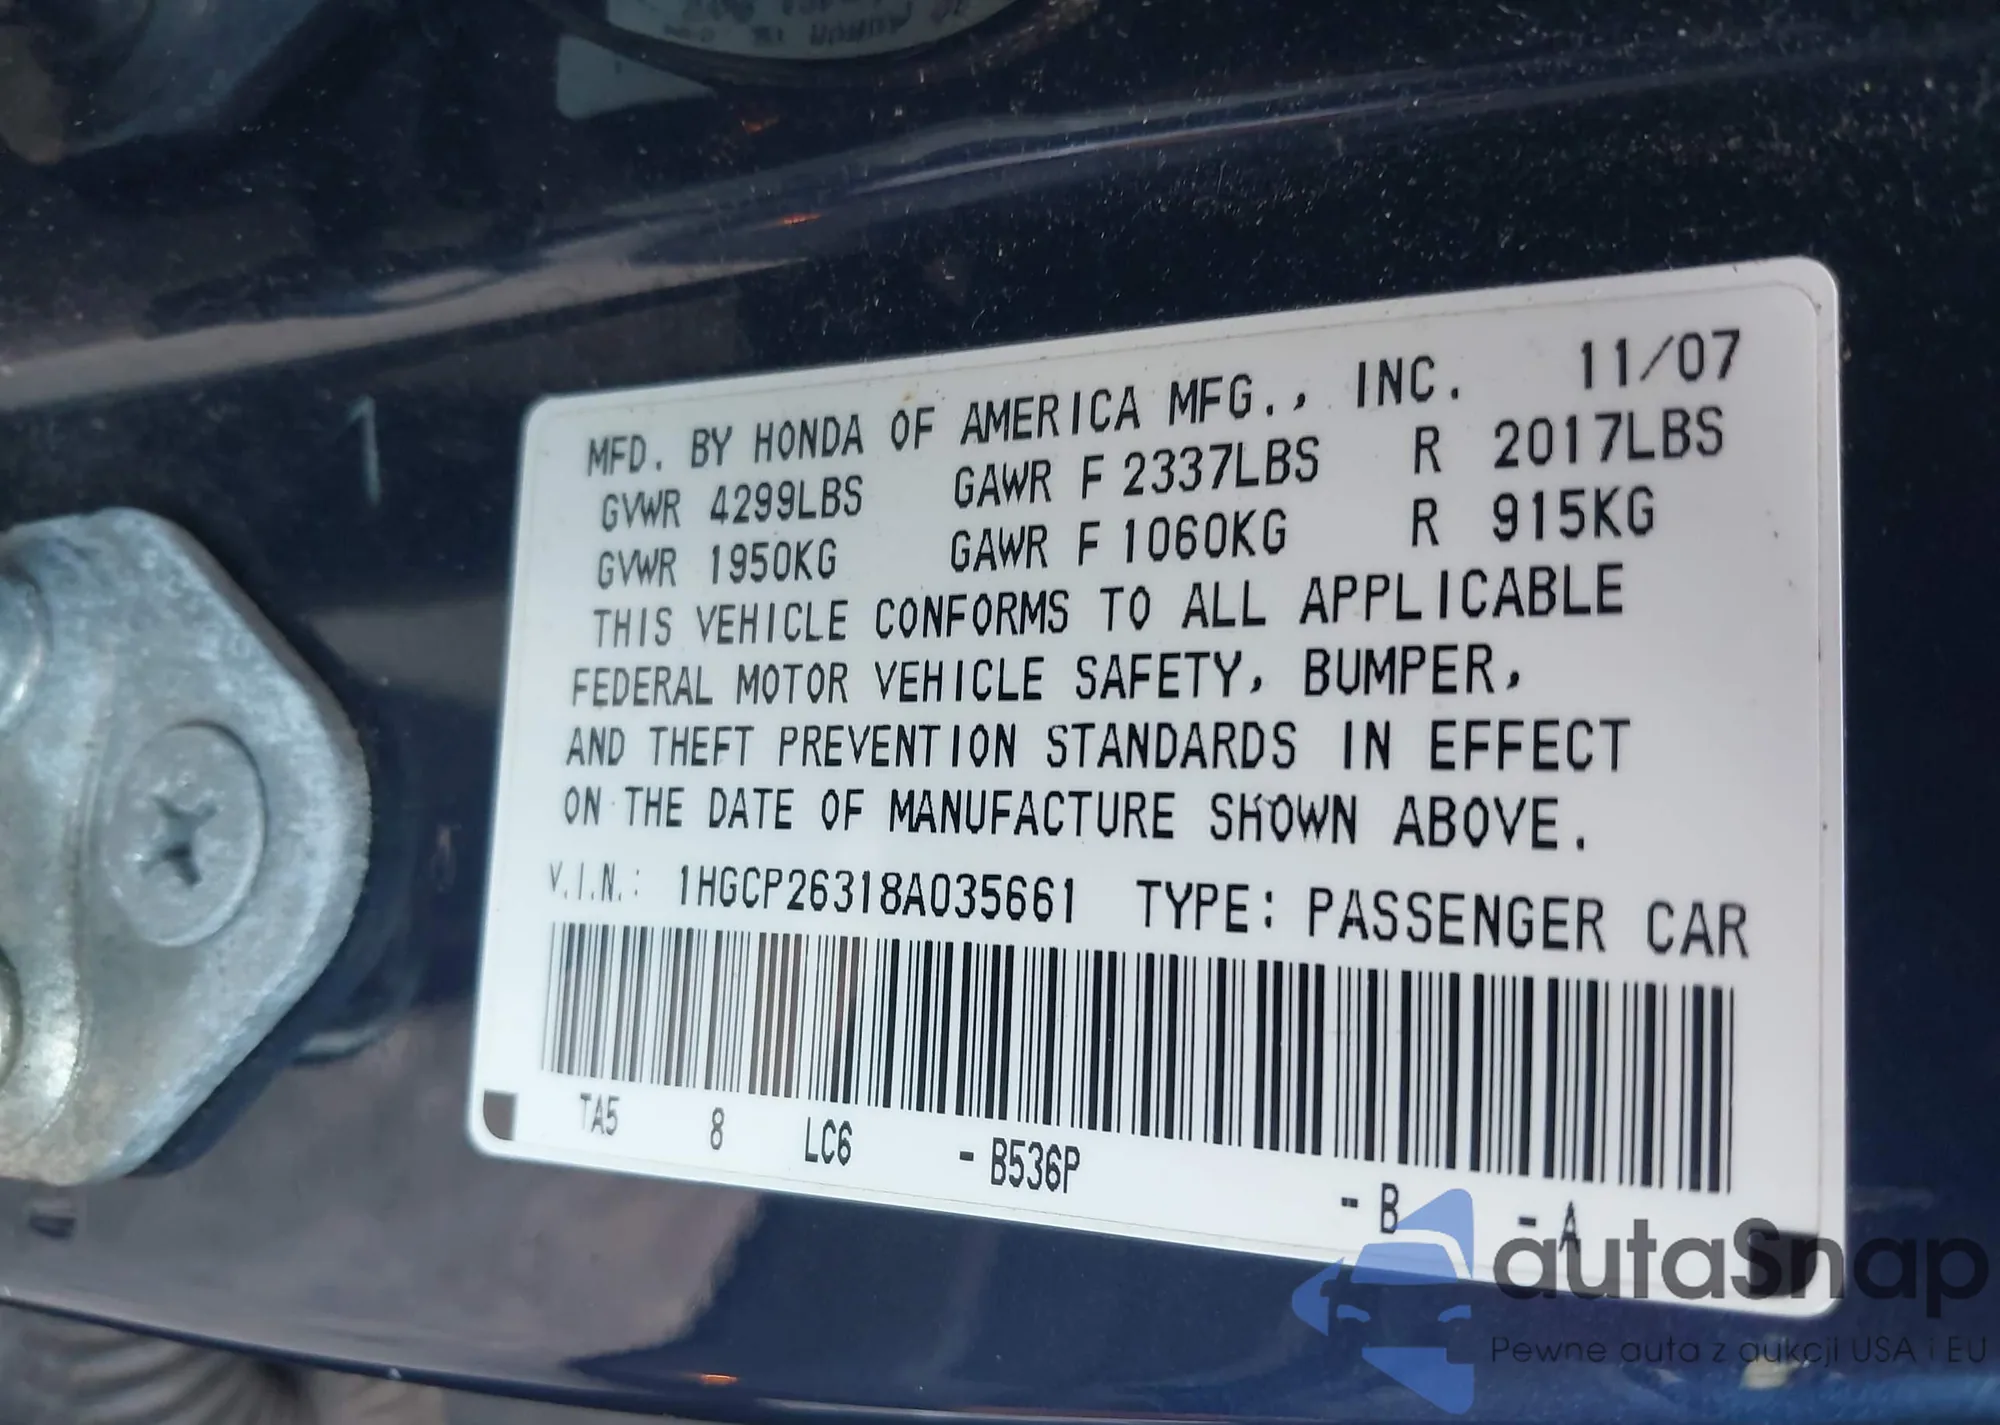 MFD. BY HONDA OF AMERICA MFG., INC. 11/07
GVWR 4299LBS GAWR F 2337LBS R 2017LBS
GVWR 1950KG GAWR F 1060KG R 915KG
THIS VEHICLE CONFORMS TO ALL APPLICABLE
FEDERAL MOTOR VEHICLE SAFETY, BUMPER,
AND THEFT PREVENTION STANDARDS IN EFFECT
ON THE DATE OF MANUFACTURE SHOWN ABOVE.
V.I.N.: 1HGCP26318A035661 TYPE: PASSENGER CAR
TA5 8 LC6 - B536P - B - A
autaSnap
Pewne auta z aukcji USA i EU